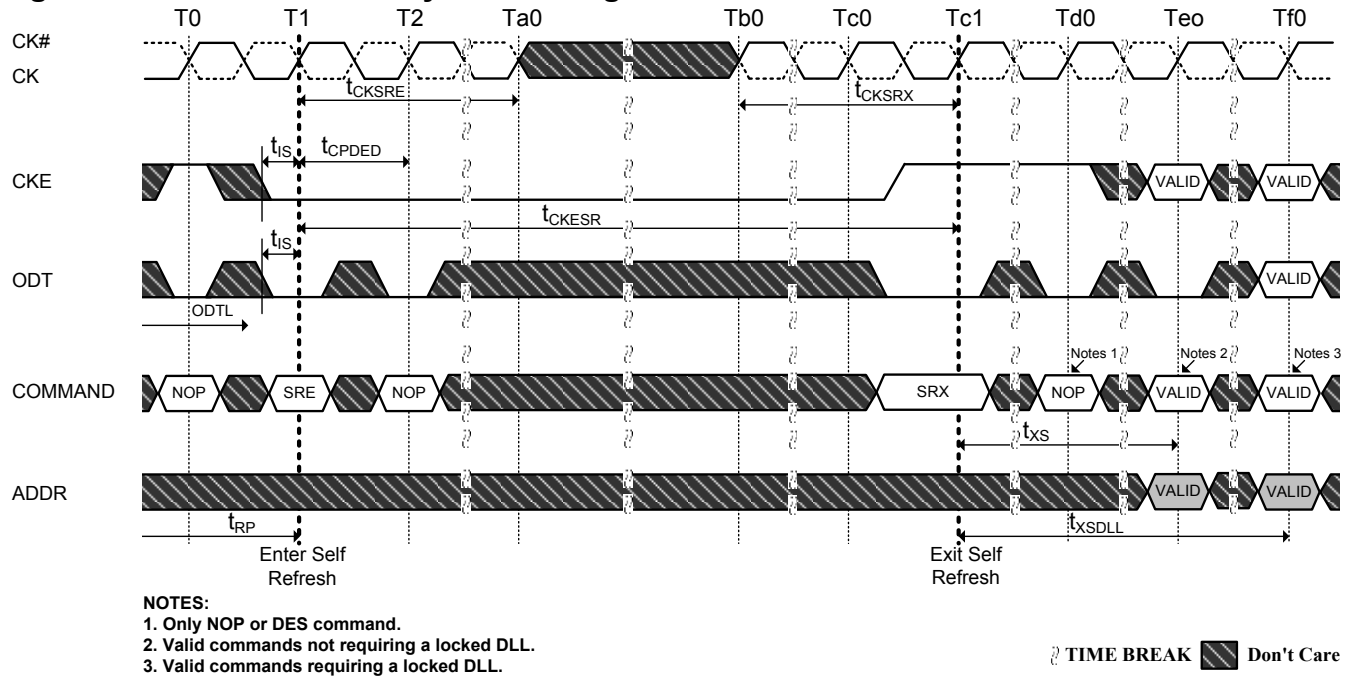 T0 T1 T2 Ta0 Tb0 Tc0 Tc1 Td0 Te0 Tf0
CK#
CK
tCKSRE tCKSRX
tIS tCPDED
CKE VALID VALID
tCKESR
tIS
ODT VALID
ODTL
Notes 1 Notes 2 Notes 3
COMMAND NOP SRE NOP SRX NOP VALID VALID
tXS
ADDR VALID VALID
tRP tXSDLL
Enter Self Exit Self
Refresh Refresh
NOTES:
1. Only NOP or DES command.
2. Valid commands not requiring a locked DLL.
3. Valid commands requiring a locked DLL.
TIME BREAK Don't Care